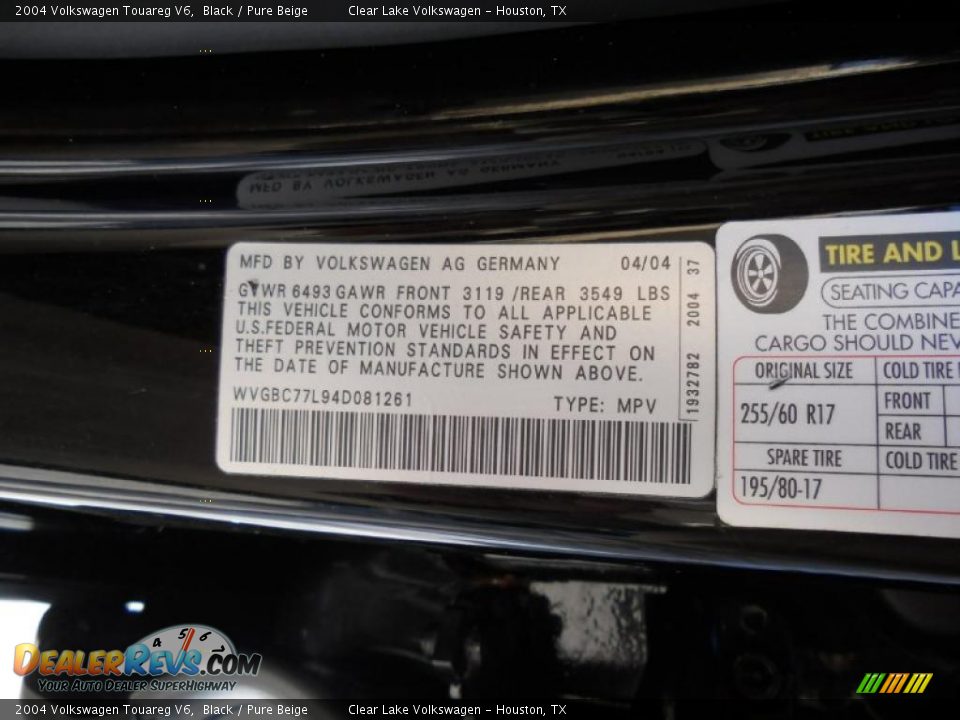 2004 Volkswagen Touareg V6, Black / Pure Beige Clear Lake Volkswagen - Houston, TX
MFD BY VOLKSWAGEN AG GERMANY 04/04
GVWR 6493 GAWR FRONT 3119 /REAR 3549 LBS
THIS VEHICLE CONFORMS TO ALL APPLICABLE
U.S.FEDERAL MOTOR VEHICLE SAFETY AND
THEFT PREVENTION STANDARDS IN EFFECT ON
THE DATE OF MANUFACTURE SHOWN ABOVE.
WVGBC77L94D081261 TYPE: MPV
1932782 2004 37
TIRE AND L
SEATING CAPA
THE COMBINE
CARGO SHOULD NEV
ORIGINAL SIZE COLD TIRE
255/60 R17 FRONT
REAR
SPARE TIRE COLD TIRE
195/80-17
4 5 6
DEALERREVS.COM
YOUR AUTO DEALER SUPERHIGHWAY
2004 Volkswagen Touareg V6, Black / Pure Beige Clear Lake Volkswagen - Houston, TX